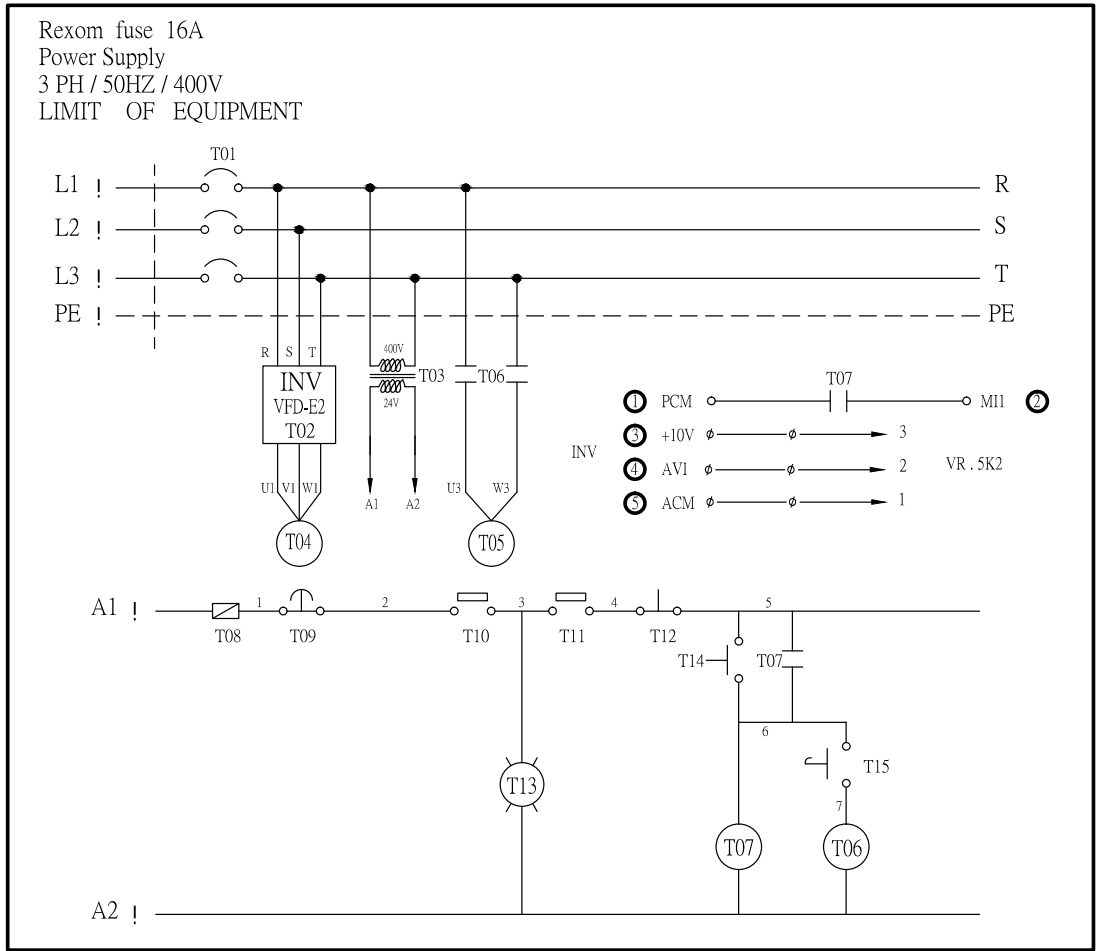 Rexom fuse 16A
Power Supply
3 PH / 50HZ / 400V
LIMIT OF EQUIPMENT
T01
L1 ! R
L2 ! S
L3 ! T
PE ! PE
R S T
400V
INV
T03
T06
VFD-E2
24V
T02
T07
1 PCM MI1 2
3 +10V 3
INV
4 AVI 2 VR . 5K2
5 ACM 1
U1 V1 W1
A1 A2
U3 W3
T04
T05
A1 ! 1 2 3 4 5
T08 T09 T10 T11 T12
T14 T07
6
T15
T13
7
T07 T06
A2 !